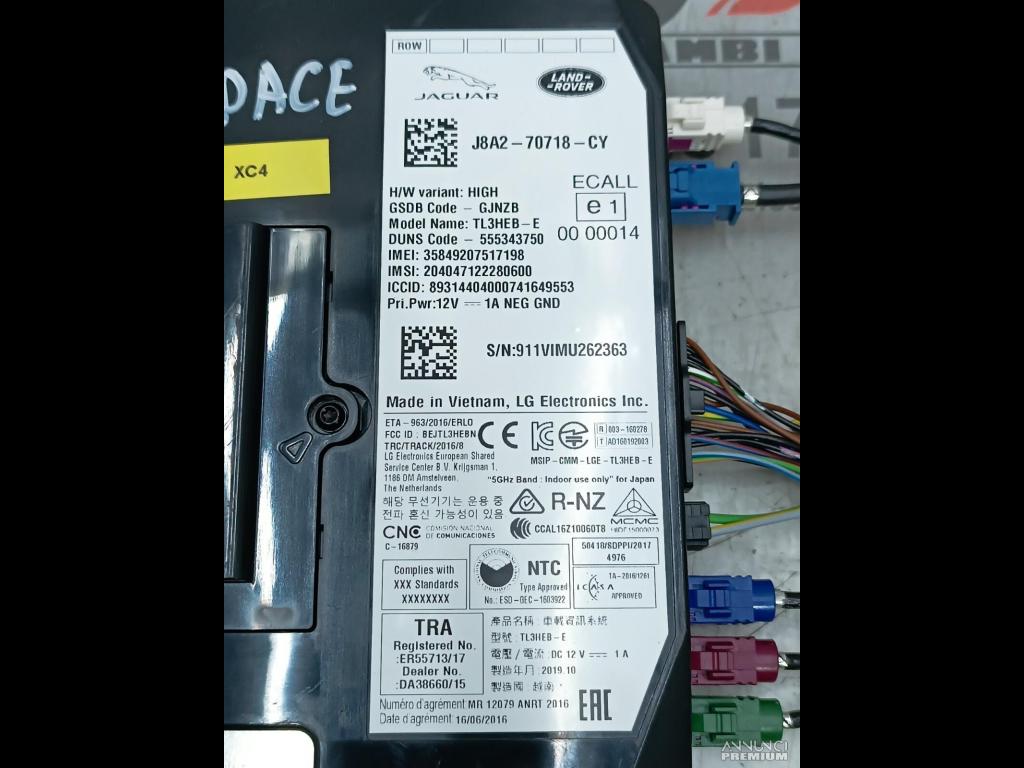 ROW
JAGUAR
LAND ROVER
PACE
XC4
J8A2-70718-CY
ECALL
e1
00 00014
H/W variant: HIGH
GSDB Code - GJNZB
Model Name: TL3HEB-E
DUNS Code - 555343750
IMEI: 35849207517198
IMSI: 204047122280600
ICCID: 89314404000741649553
Pri.Pwr:12V 1A NEG GND
S/N:911VIMU262363
Made in Vietnam, LG Electronics Inc.
ETA-963/2016/ERLO
FCC ID : BEJTL3HEBN
TRC/TRACK/2016/8
LG Electronics European Shared
Service Center B.V. Krijgsman 1,
1186 DM Amstelveen,
The Netherlands
CE
R 003-160278
T AD160192003
MSIP-CMM-LGE-TL3HEB-E
"5GHz Band : Indoor use only" for Japan
해당 무선기기는 운용 중
전파 혼신 가능성이 있음
R-NZ
MCMC
CNC COMISIÓN NACIONAL
DE COMUNICACIONES
C-16879
CCAL16Z10060T8
Complies with
XXX Standards
XXXXXXXX
NTC
Type Approved
No.: ESD-GEC-1603922
50418/SDPPI/2017
4976
ICASA
TA-2016/1261
APPROVED
TRA
Registered No.
:ER55713/17
Dealer No.
:DA38660/15
產品名稱: 車載資訊系統
型號: TL3HEB-E
電壓/電流: DC 12V 1A
製造年月: 2019.10
製造國: 越南
Numéro d'agrément: MR 12079 ANRT 2016
Date d'agrément: 16/06/2016
EAC
ANNUNCI
PREMIUM